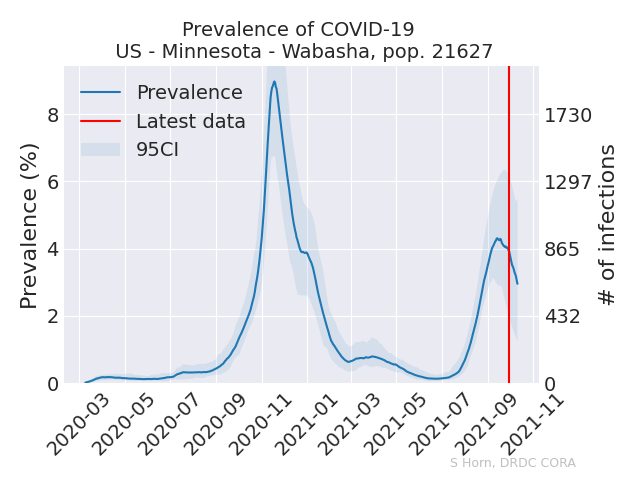 Prevalence of COVID-19
US - Minnesota - Wabasha, pop. 21627
Prevalence
Latest data
95CI
Prevalence (%)
8
6
4
2
0
1730
1297
865
432
0
# of infections
2020-03
2020-05
2020-07
2020-09
2020-11
2021-01
2021-03
2021-05
2021-07
2021-09
2021-11
S Horn, DRDC CORA